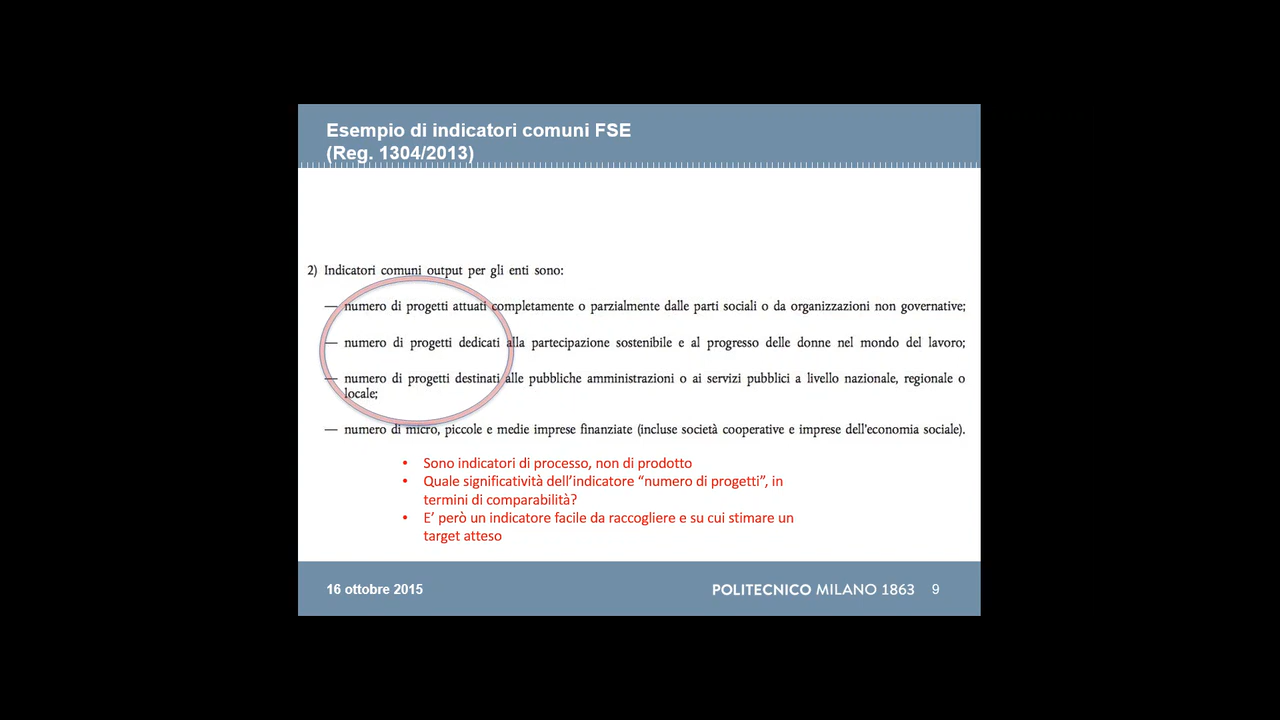 Esempio di indicatori comuni FSE
(Reg. 1304/2013)
2) Indicatori comuni output per gli enti sono:
— numero di progetti attuati completamente o parzialmente dalle parti sociali o da organizzazioni non governative;
— numero di progetti dedicati alla partecipazione sostenibile e al progresso delle donne nel mondo del lavoro;
— numero di progetti destinati alle pubbliche amministrazioni o ai servizi pubblici a livello nazionale, regionale o
locale;
— numero di micro, piccole e medie imprese finanziate (incluse società cooperative e imprese dell'economia sociale).
• Sono indicatori di processo, non di prodotto
• Quale significatività dell'indicatore “numero di progetti”, in
termini di comparabilità?
• E' però un indicatore facile da raccogliere e su cui stimare un
target atteso
16 ottobre 2015
POLITECNICO MILANO 1863 9